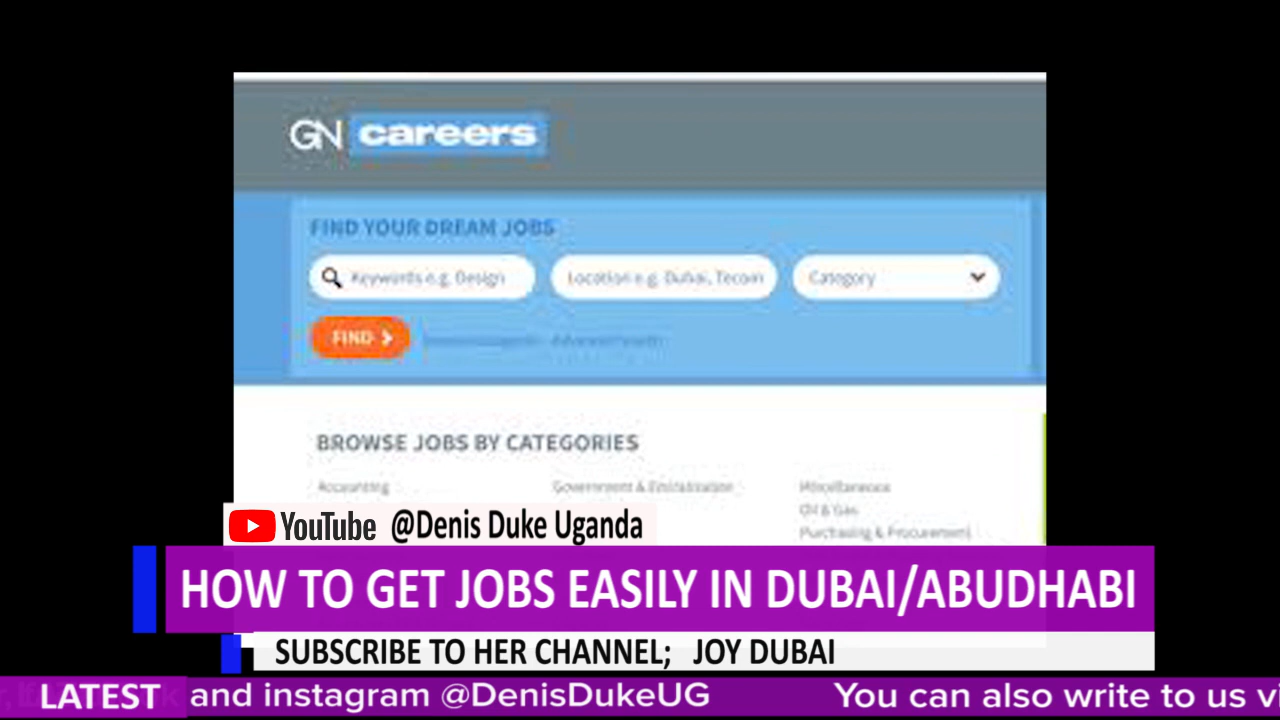 GN careers
FIND YOUR DREAM JOBS
Keywords e.g. Design
Location e.g. Dubai, Tecom
Category
FIND
BROWSE JOBS BY CATEGORIES
Accounting
Government & Emiratisation
Miscellaneous
Oil & Gas
Purchasing & Procurement
YouTube @Denis Duke Uganda
HOW TO GET JOBS EASILY IN DUBAI/ABUDHABI
SUBSCRIBE TO HER CHANNEL; JOY DUBAI
LATEST and instagram @DenisDukeUG You can also write to us vi